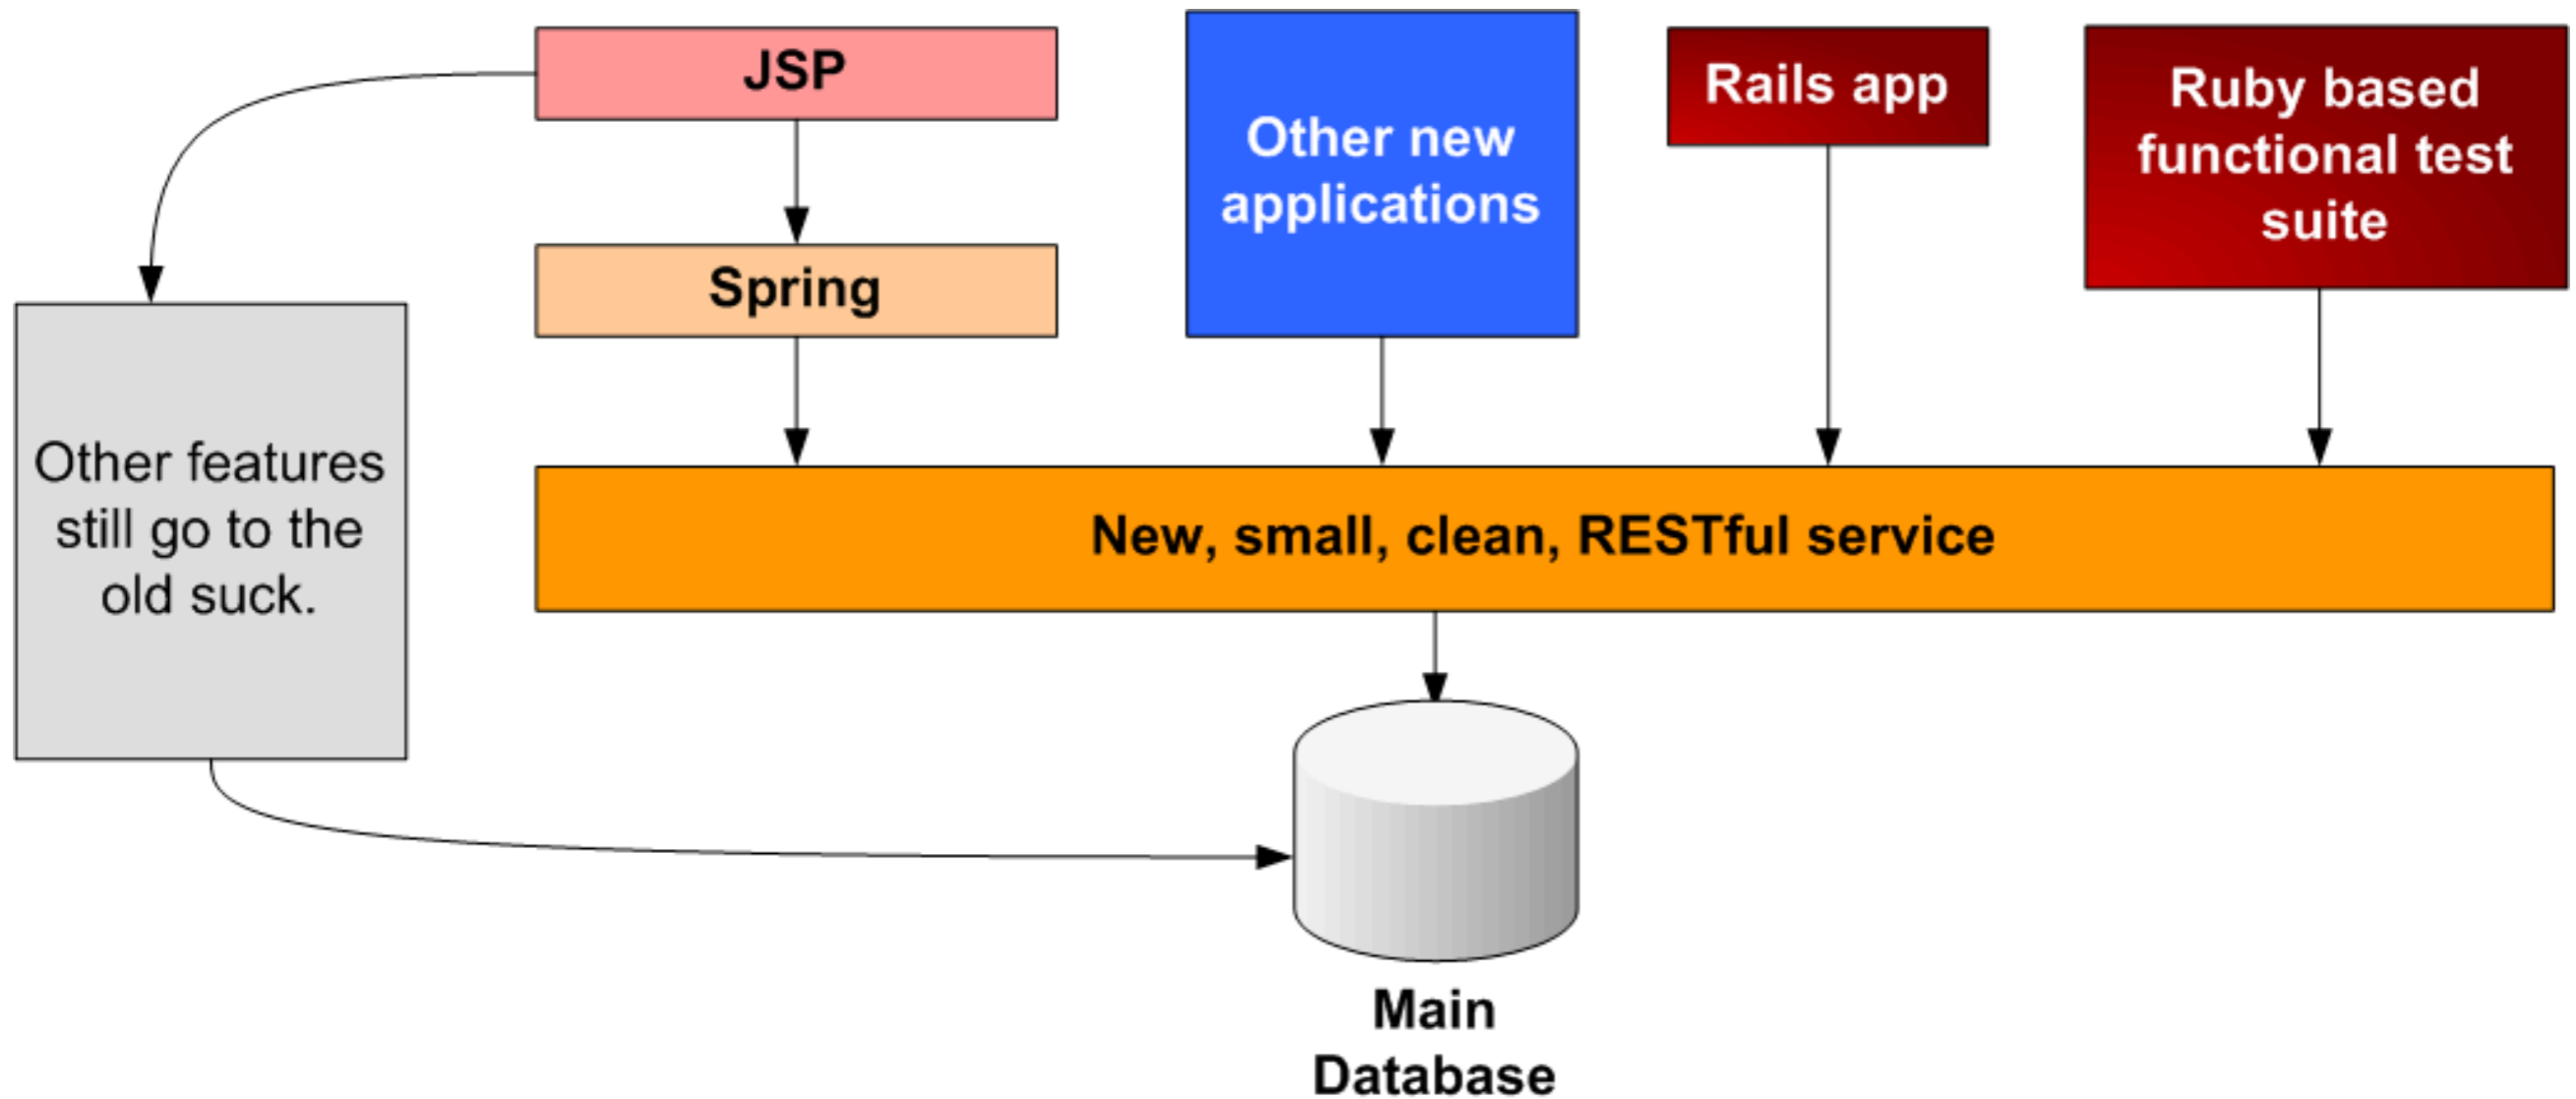 JSP
Other new
applications
Rails app
Ruby based
functional test
suite
Spring
Other features
still go to the
old suck.
New, small, clean, RESTful service
Main
Database